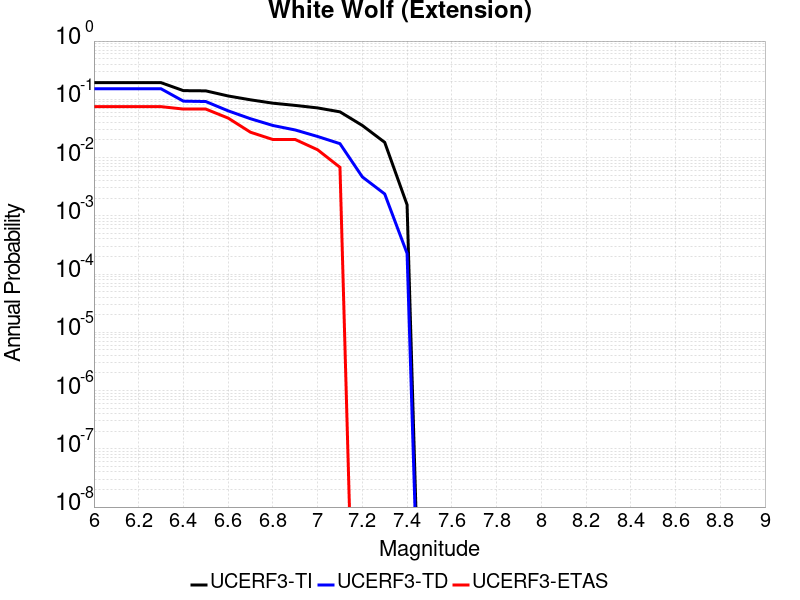 White Wolf (Extension)
Annual Probability
10^0
10^-1
10^-2
10^-3
10^-4
10^-5
10^-6
10^-7
10^-8
6 6.2 6.4 6.6 6.8 7 7.2 7.4 7.6 7.8 8 8.2 8.4 8.6 8.8 9
Magnitude
UCERF3-TI UCERF3-TD UCERF3-ETAS